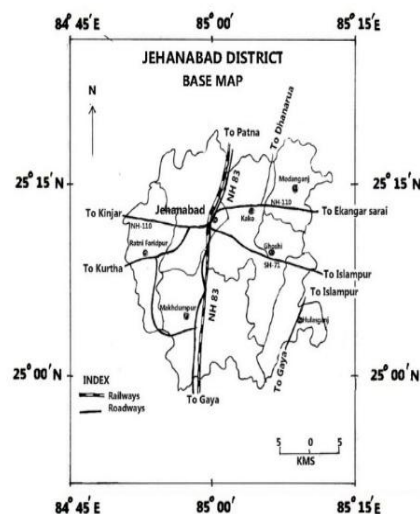 84° 45' E
85° 00'
85° 15' E
JEHANABAD DISTRICT
BASE MAP
N
To Patna
To Dhanarua
NH 83
25° 15'
25° 15' N
Modanganj
Jehanabad
NH-110
To Kinjar
Kako
To Ekangar sarai
NH-110
Ratni Faridpur
Ghoshi
To Kurtha
SH-71
To Islampur
To Islampur
NH 83
Makhdumpur
Hulasganj
To Gaya
25° 00' N
25° 00' N
INDEX
Railways
Roadways
To Gaya
5 0 5
KMS
84° 45' E
85° 00'
85° 15' E